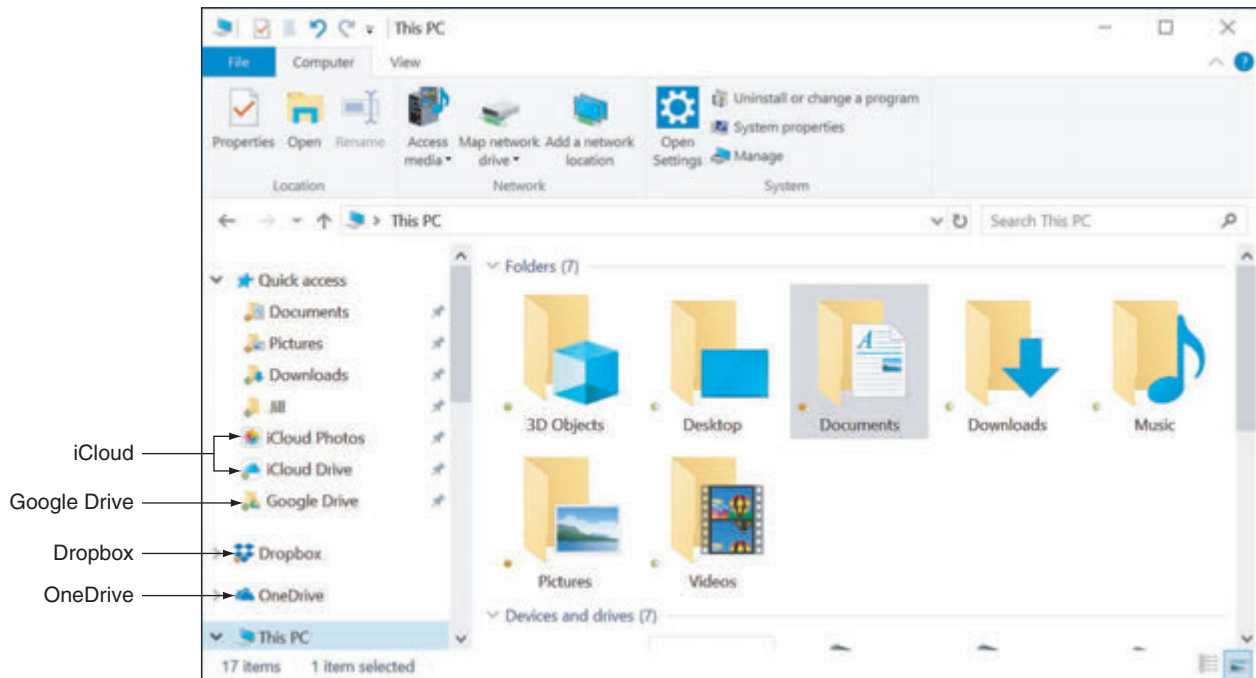 This PC
File Computer View
Properties Open Rename
Location
Access media
Map network drive
Add a network location
Network
Open Settings
Uninstall or change a program
System properties
Manage
System
This PC
Search This PC
Quick access
Documents
Pictures
Downloads
Jill
iCloud Photos
iCloud Drive
Google Drive
Dropbox
OneDrive
This PC
iCloud
Google Drive
Dropbox
OneDrive
Folders (7)
3D Objects Desktop Documents Downloads Music
Pictures Videos
Devices and drives (7)
17 items 1 item selected